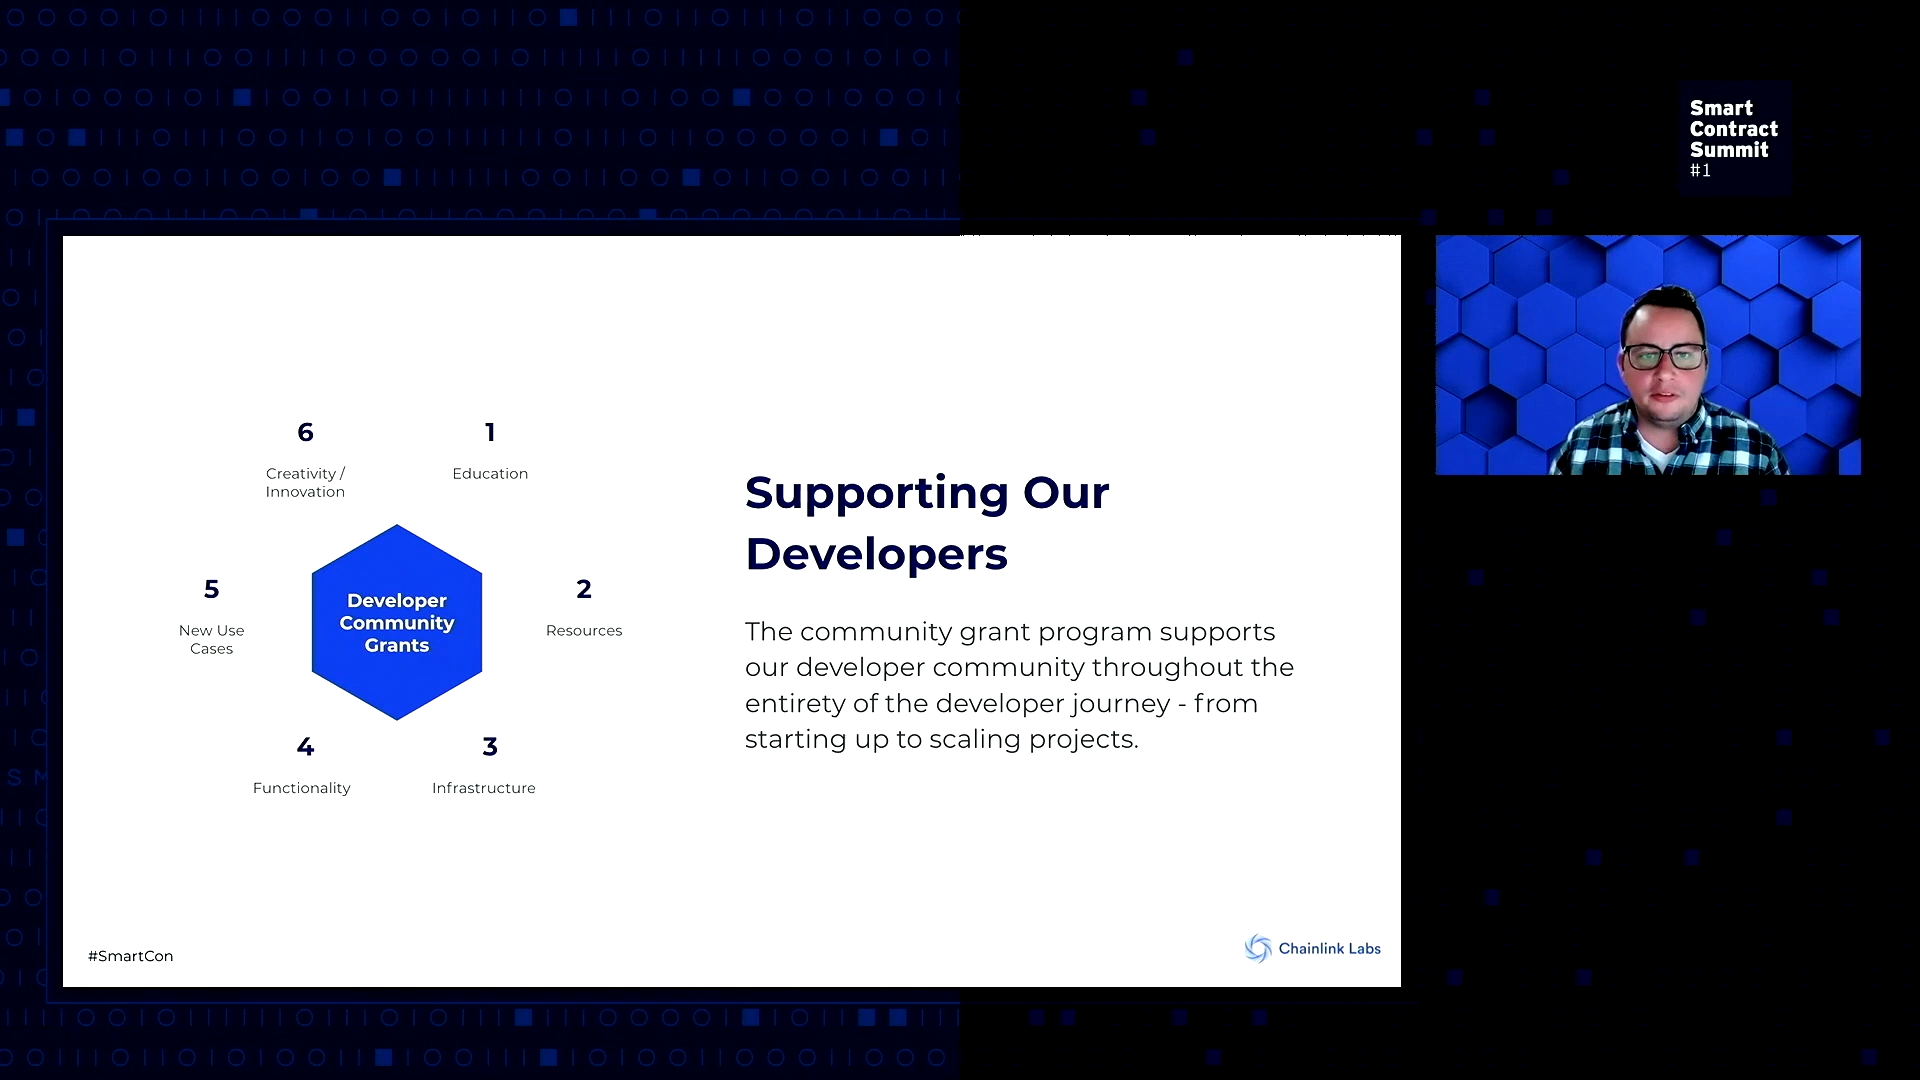 Smart
Contract
Summit
#1
6
Creativity /
Innovation
1
Education
5
New Use
Cases
Developer
Community
Grants
2
Resources
4
Functionality
3
Infrastructure
Supporting Our
Developers
The community grant program supports
our developer community throughout the
entirety of the developer journey - from
starting up to scaling projects.
#SmartCon
Chainlink Labs